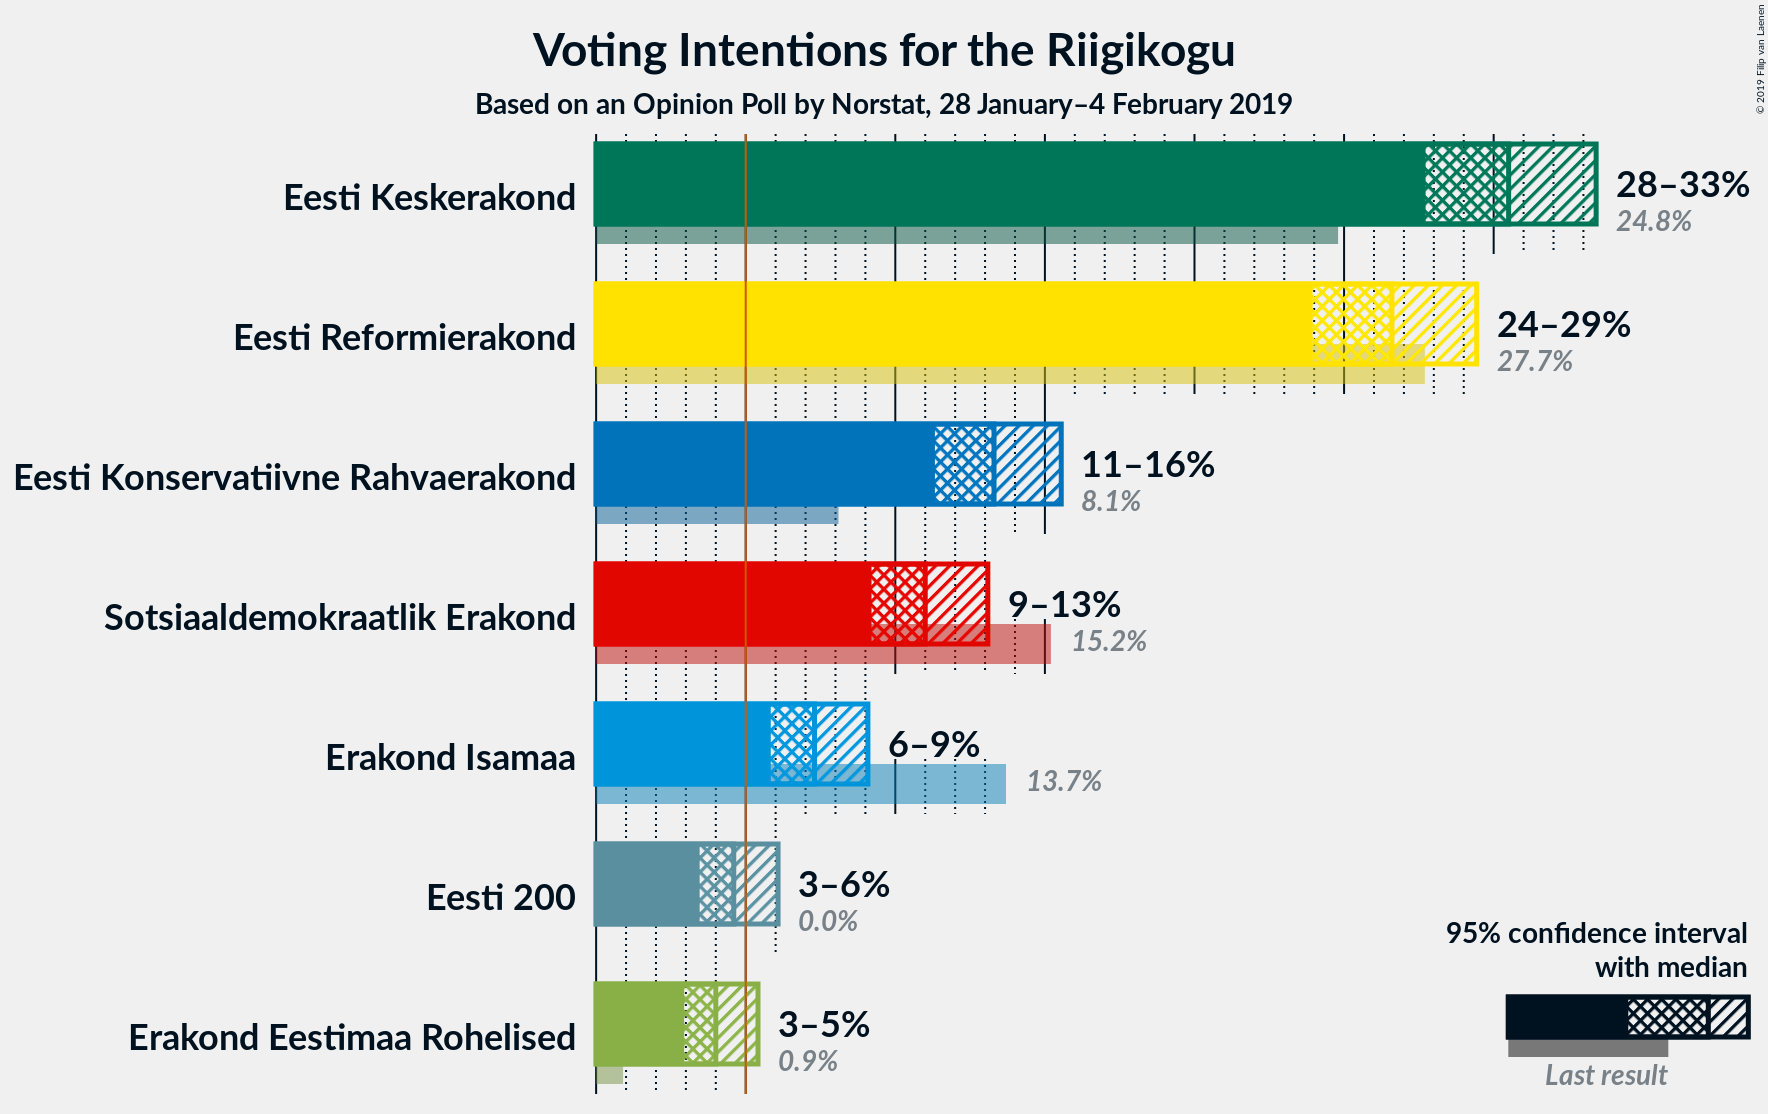 Voting Intentions for the Riigikogu
Based on an Opinion Poll by Norstat, 28 January–4 February 2019
© 2019 Filip van Laenen
Eesti Keskerakond
28–33%
24.8%
Eesti Reformierakond
24–29%
27.7%
Eesti Konservatiivne Rahvaerakond
11–16%
8.1%
Sotsiaaldemokraatlik Erakond
9–13%
15.2%
Erakond Isamaa
6–9%
13.7%
Eesti 200
3–6%
0.0%
Erakond Eestimaa Rohelised
3–5%
0.9%
95% confidence interval
with median
Last result